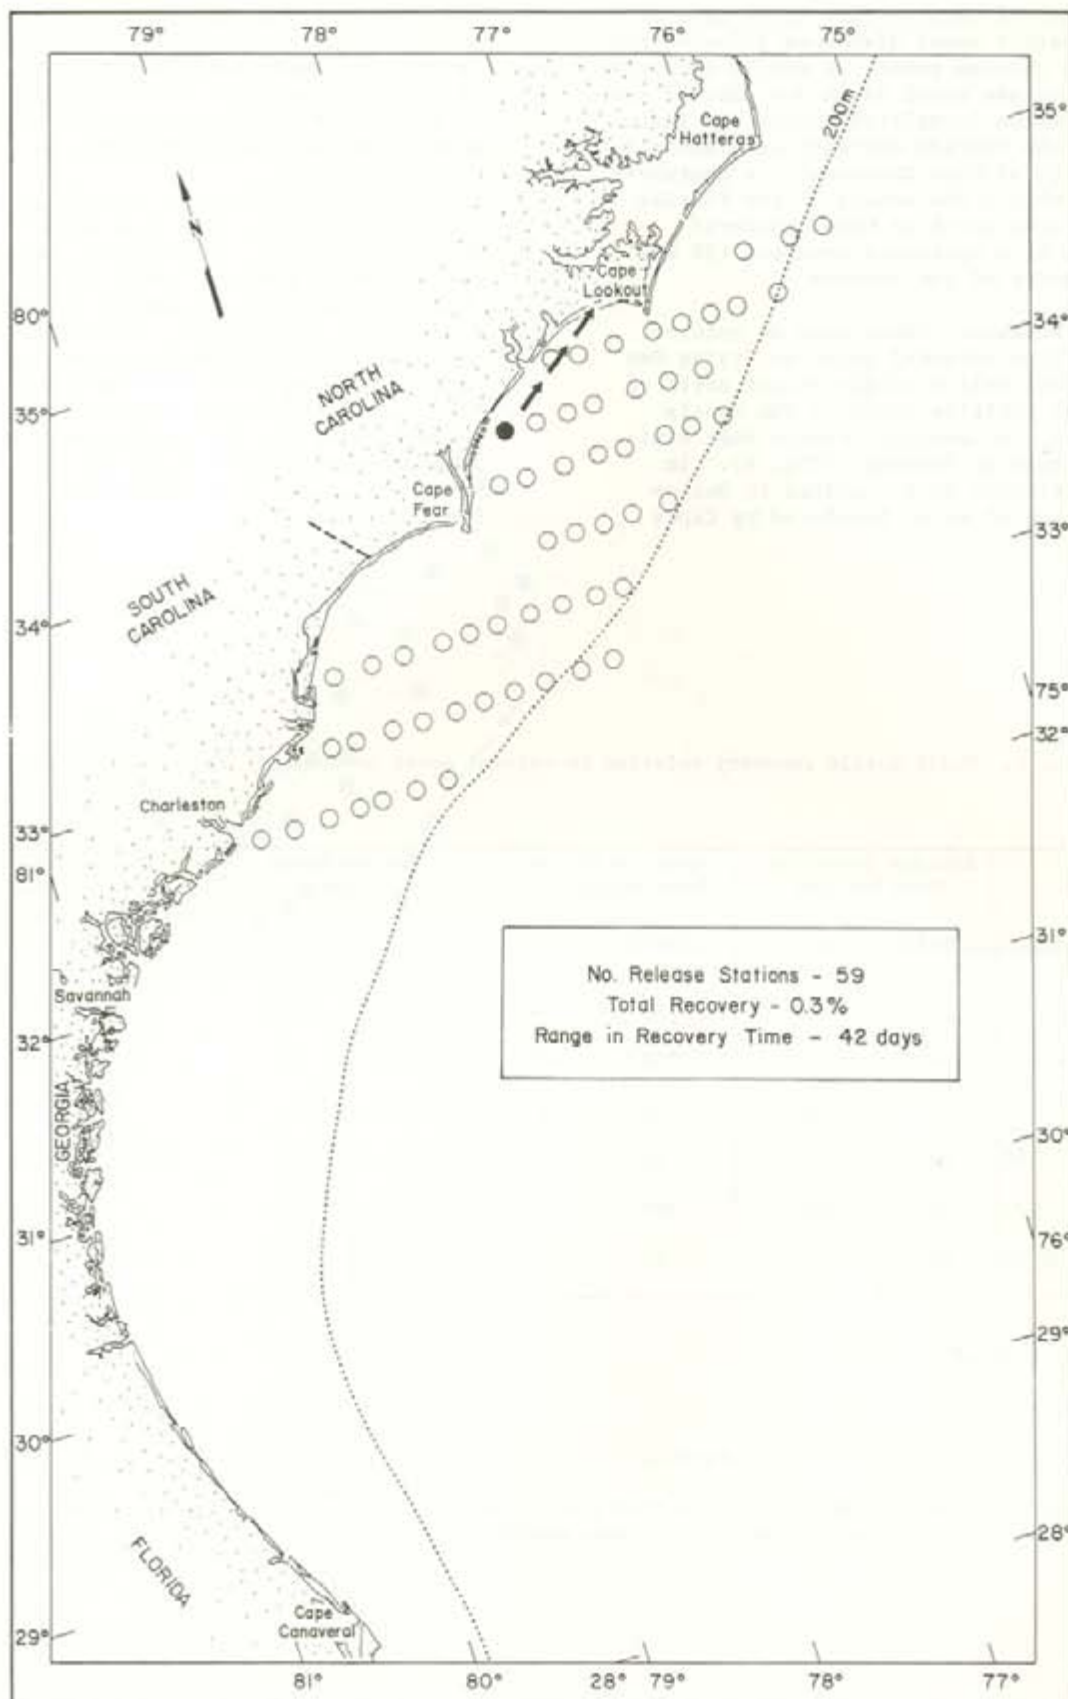 79°
78°
77°
76°
75°
200m
35°
Cape
Hatteras
N
Cape
Lookout
80°
34°
NORTH
CAROLINA
35°
Cape
Fear
33°
SOUTH
CAROLINA
34°
75°
32°
Charleston
33°
81°
31°
No. Release Stations - 59
Total Recovery - 0.3%
Range in Recovery Time - 42 days
Savannah
32°
GEORGIA
30°
31°
76°
29°
30°
28°
FLORIDA
Cape
Canaveral
29°
81°
80°
28°
79°
78°
77°